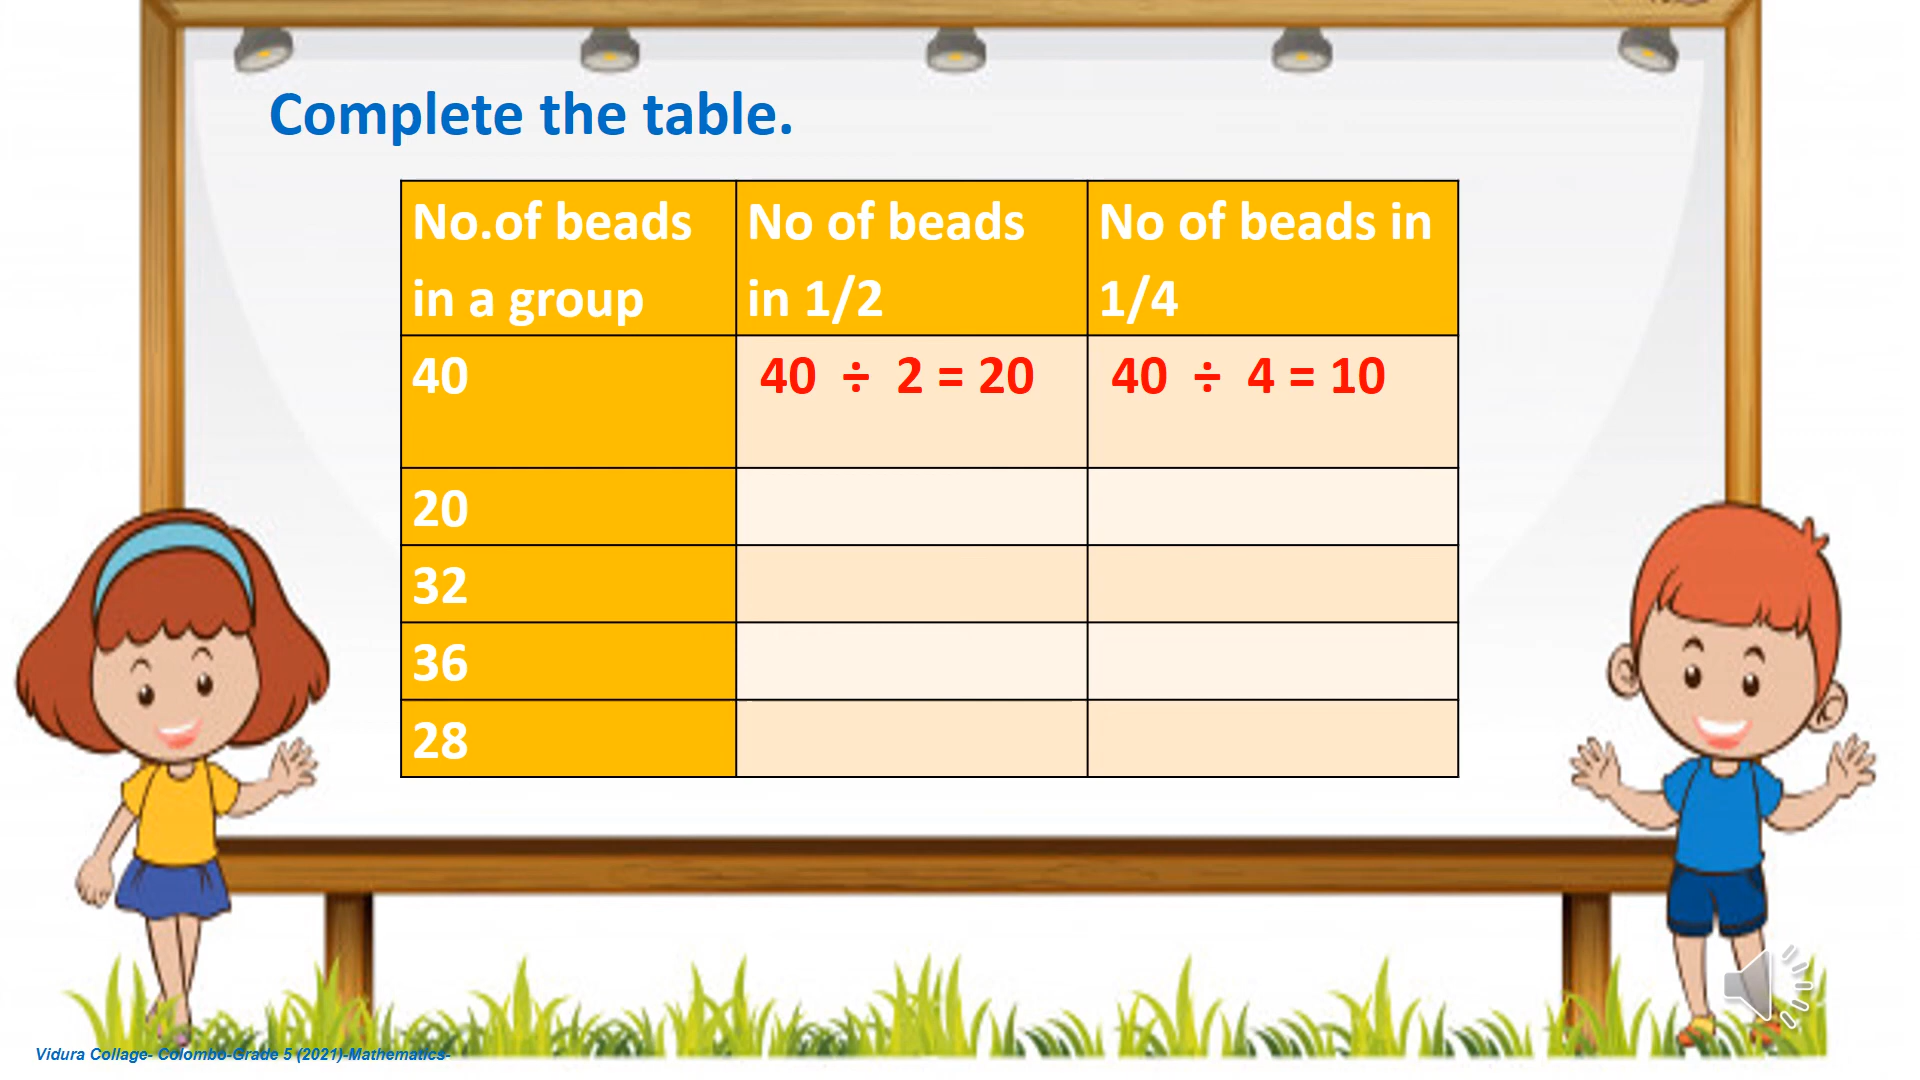 Complete the table.
No.of beads
in a group
No of beads
in 1/2
No of beads in
1/4
40
40 ÷ 2 = 20
40 ÷ 4 = 10
20
32
36
28
Vidura Collage- Colombo-Grade 5 (2021)-Mathematics-